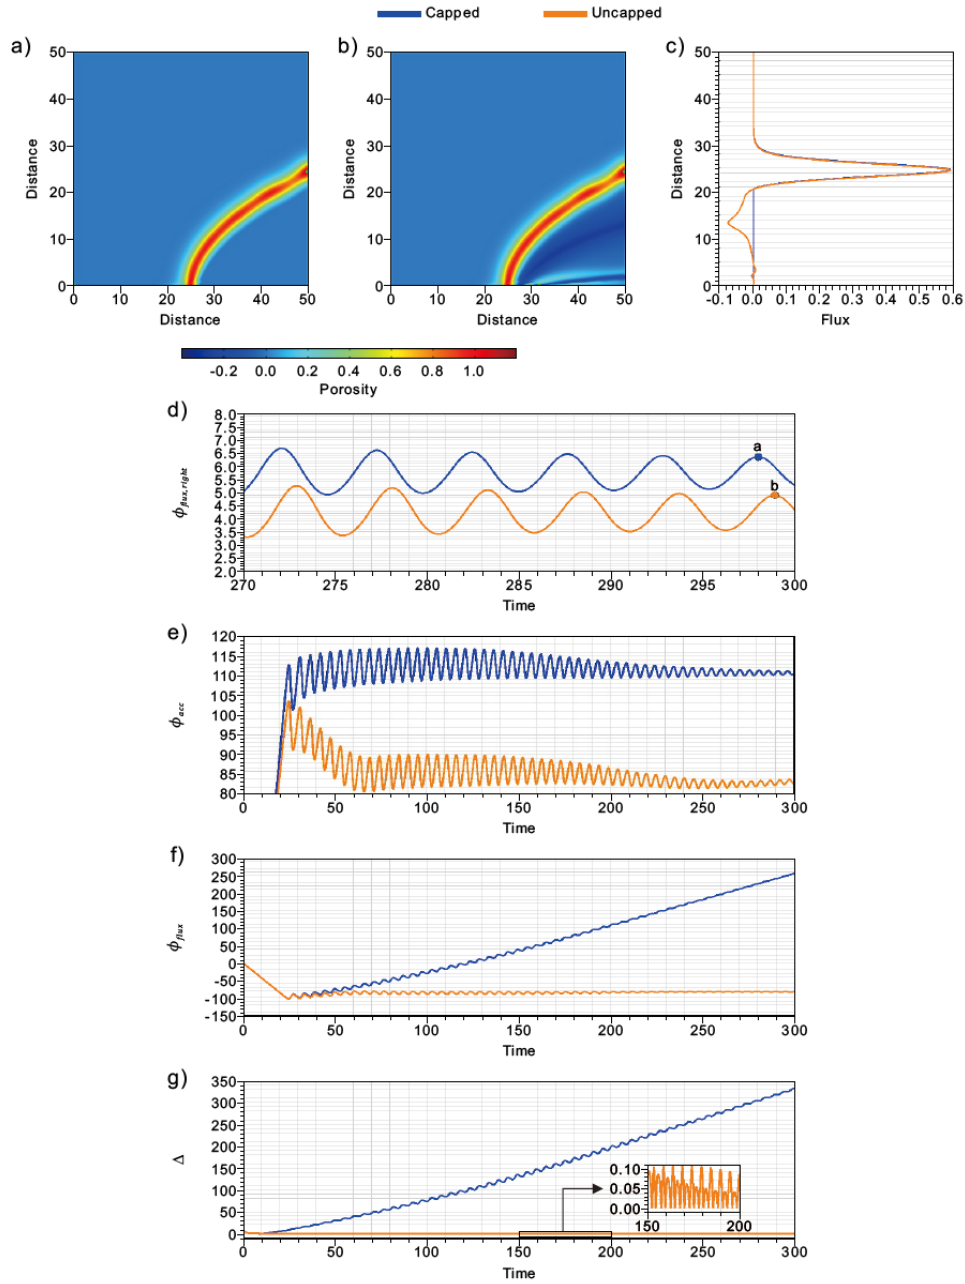 Capped Uncapped
a) b) c)
50 50 50
40 40 40
30 30 30
20 20 20
10 10 10
0 0 0
Distance Distance Distance
0 10 20 30 40 50 0 10 20 30 40 50 -0.1 0.0 0.1 0.2 0.3 0.4 0.5 0.6
Distance Distance Flux
-0.2 0.0 0.2 0.4 0.6 0.8 1.0
Porosity
d)
8.0
7.5
7.0
6.5
6.0
5.5
5.0
4.5
4.0
3.5
3.0
2.5
2.0
ϕflux,right
a
b
270 275 280 285 290 295 300
Time
e)
120
115
110
105
100
95
90
85
80
ϕacc
0 50 100 150 200 250 300
Time
f)
300
250
200
150
100
50
0
-50
-100
-150
ϕflux
0 50 100 150 200 250 300
Time
g)
350
300
250
200
150
100
50
0
Δ
0.10
0.05
0.00
150 200
0 50 100 150 200 250 300
Time